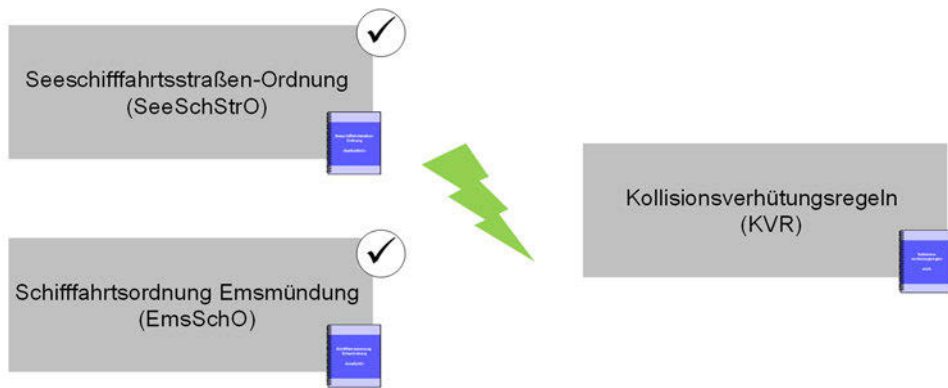 Seeschifffahrtsstraßen-Ordnung
(SeeSchStrO)
Kollisionsverhütungsregeln
(KVR)
Schifffahrtsordnung Emsmündung
(EmsSchO)